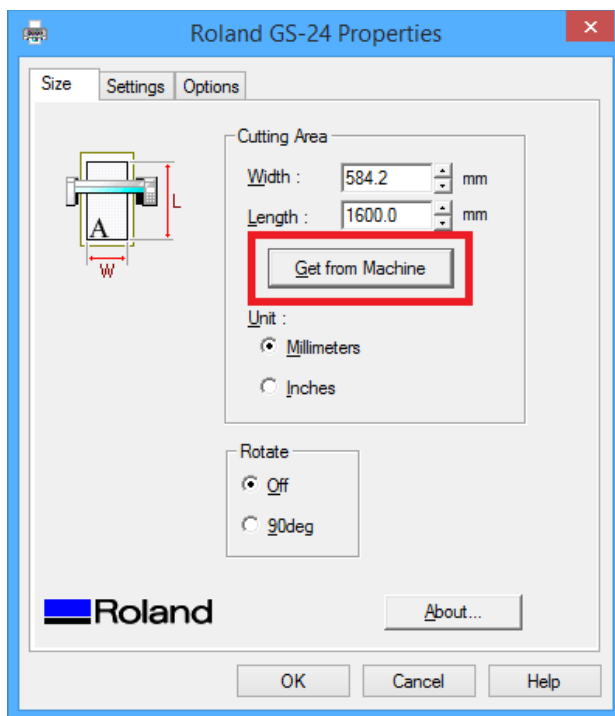 Roland GS-24 Properties
Size Settings Options
Cutting Area
Width : 584.2 mm
Length : 1600.0 mm
Get from Machine
Unit :
Millimeters
Inches
L
A
W
Rotate
Off
90deg
Roland
About...
OK Cancel Help